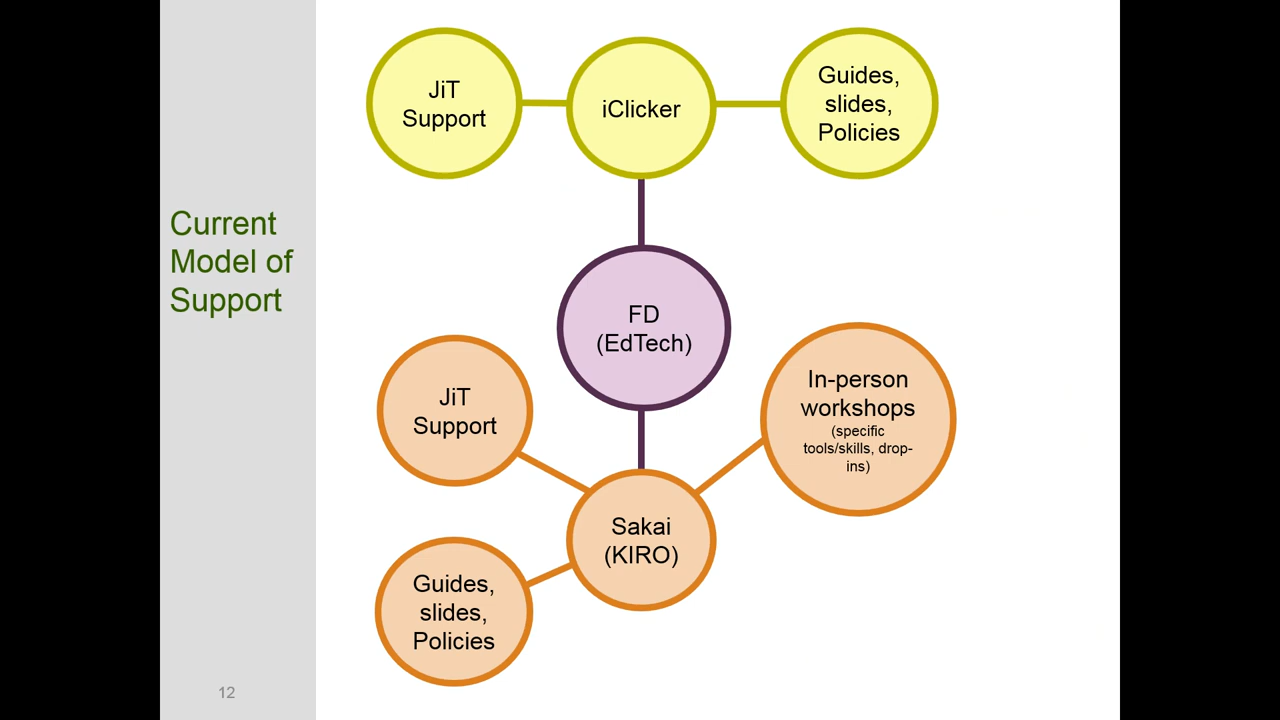 Current
Model of
Support
JiT
Support
iClicker
Guides,
slides,
Policies
FD
(EdTech)
JiT
Support
In-person
workshops
(specific
tools/skills, drop-
ins)
Sakai
(KIRO)
Guides,
slides,
Policies
12